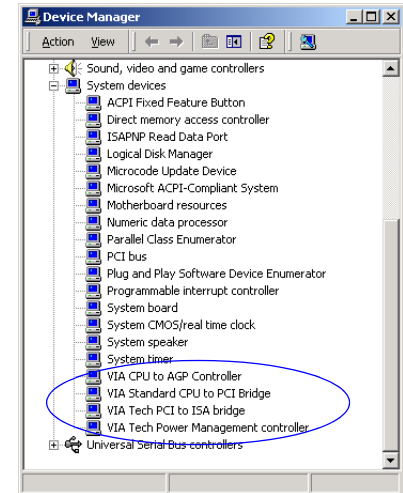 Device Manager
Action View
Sound, video and game controllers
System devices
ACPI Fixed Feature Button
Direct memory access controller
ISAPNP Read Data Port
Logical Disk Manager
Microcode Update Device
Microsoft ACPI-Compliant System
Motherboard resources
Numeric data processor
Parallel Class Enumerator
PCI bus
Plug and Play Software Device Enumerator
Programmable interrupt controller
System board
System CMOS/real time clock
System speaker
System timer
VIA CPU to AGP Controller
VIA Standard CPU to PCI Bridge
VIA Tech PCI to ISA bridge
VIA Tech Power Management controller
Universal Serial Bus controllers